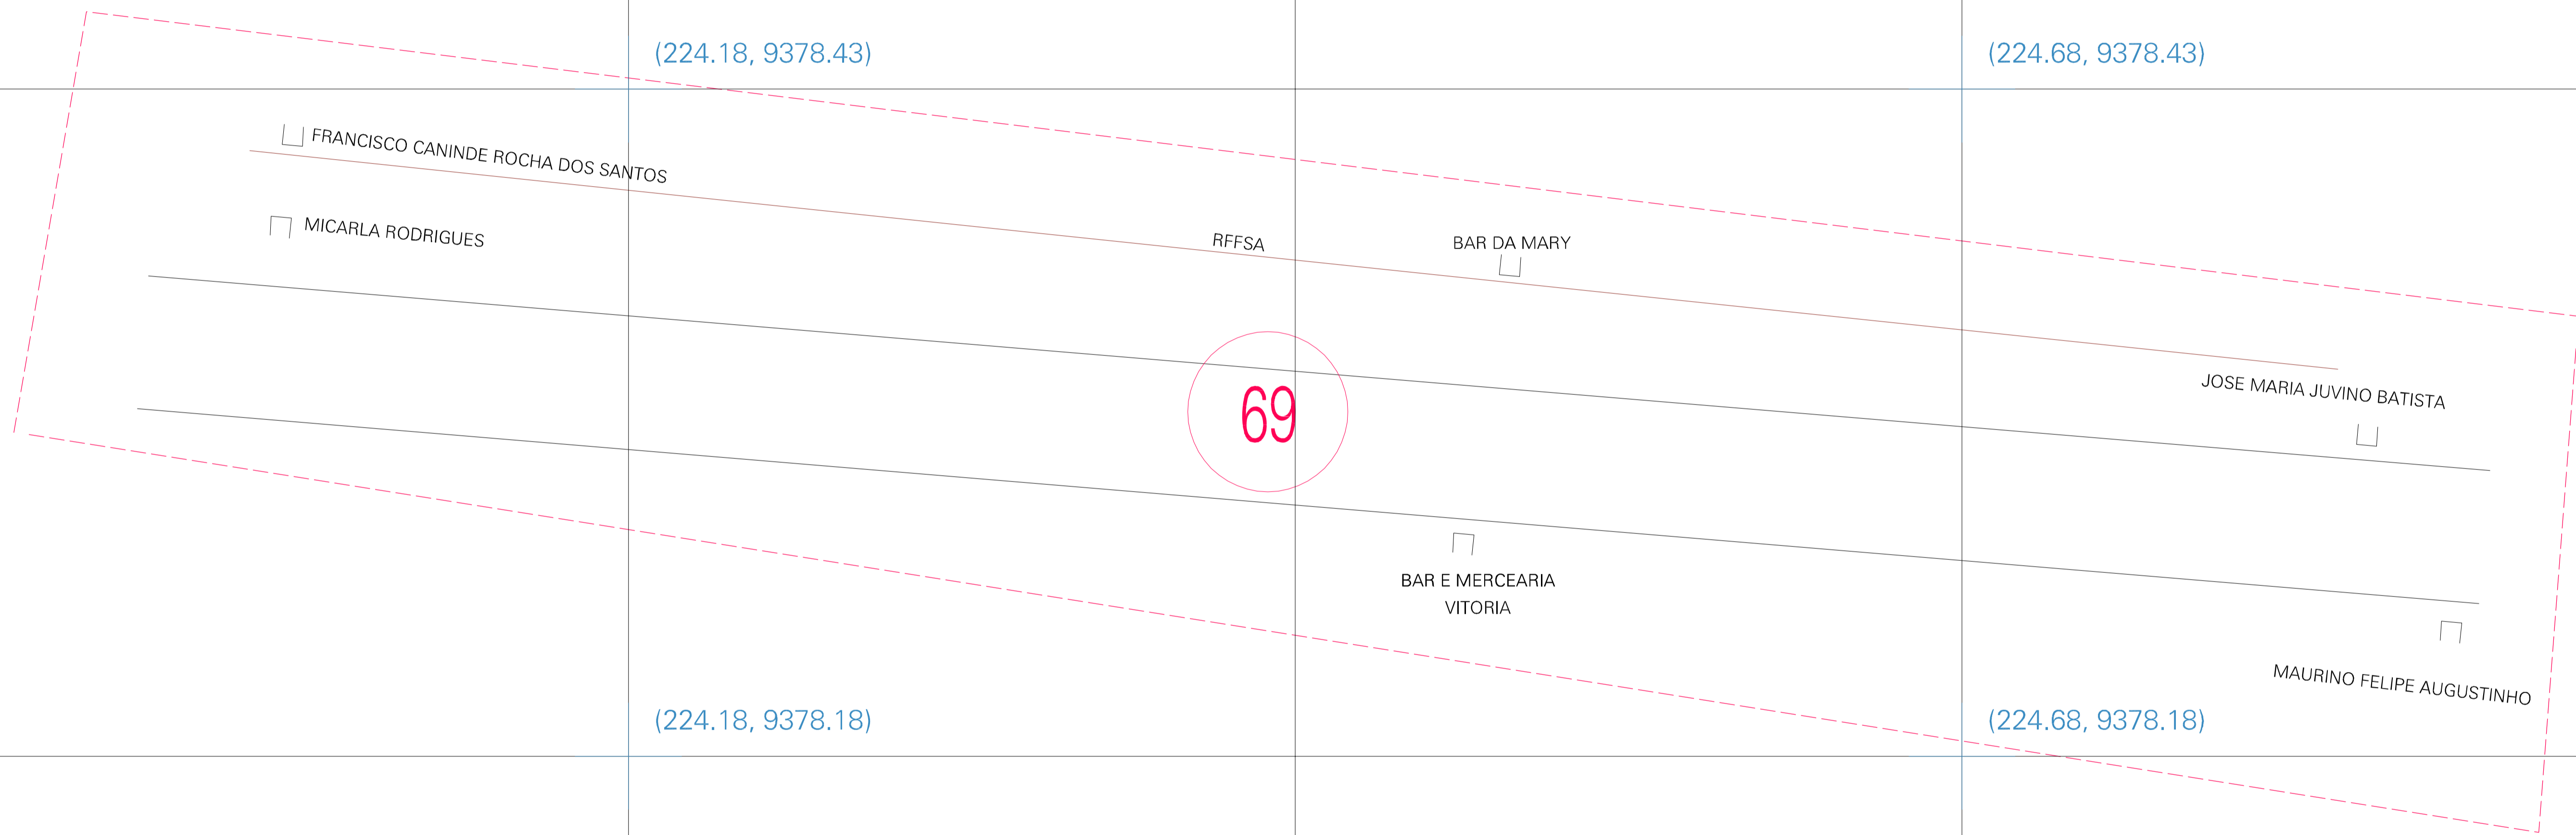 (224.18, 9378.43)
(224.68, 9378.43)
FRANCISCO CANINDE ROCHA DOS SANTOS
MICARLA RODRIGUES
RFFSA
BAR DA MARY
JOSE MARIA JUVINO BATISTA
69
BAR E MERCEARIA
VITORIA
MAURINO FELIPE AUGUSTINHO
(224.18, 9378.18)
(224.68, 9378.18)